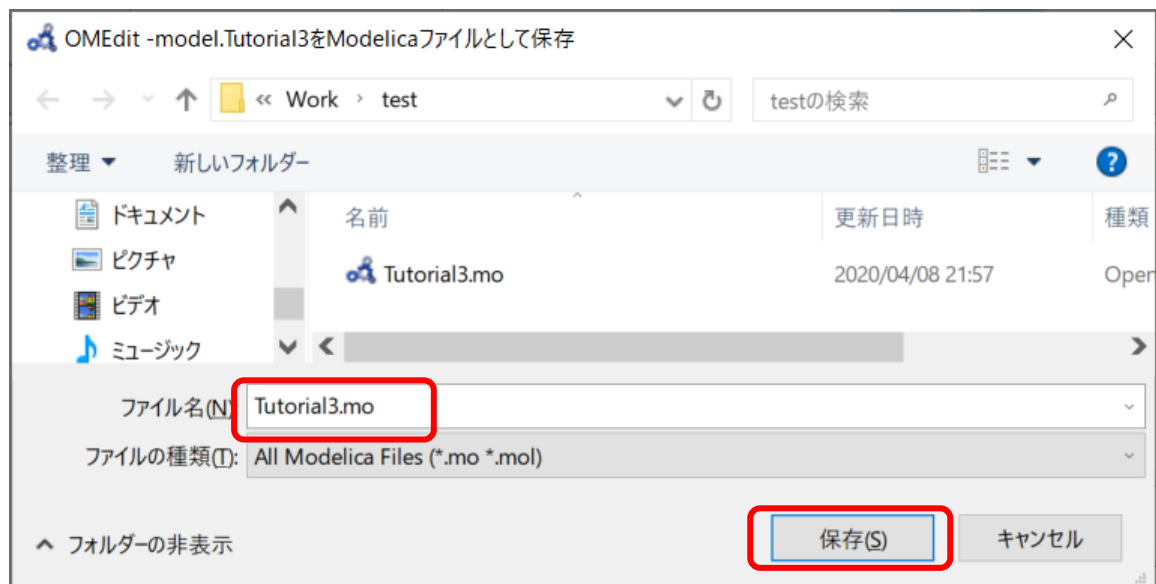 OMEdit -model.Tutorial3をModelicaファイルとして保存
« Work › test
testの検索
整理
新しいフォルダー
?
ドキュメント
ピクチャ
ビデオ
ミュージック
名前 更新日時 種類
Tutorial3.mo 2020/04/08 21:57 Open
ファイル名(N) Tutorial3.mo
ファイルの種類(T): All Modelica Files (*.mo *.mol)
フォルダーの非表示
保存(S)
キャンセル